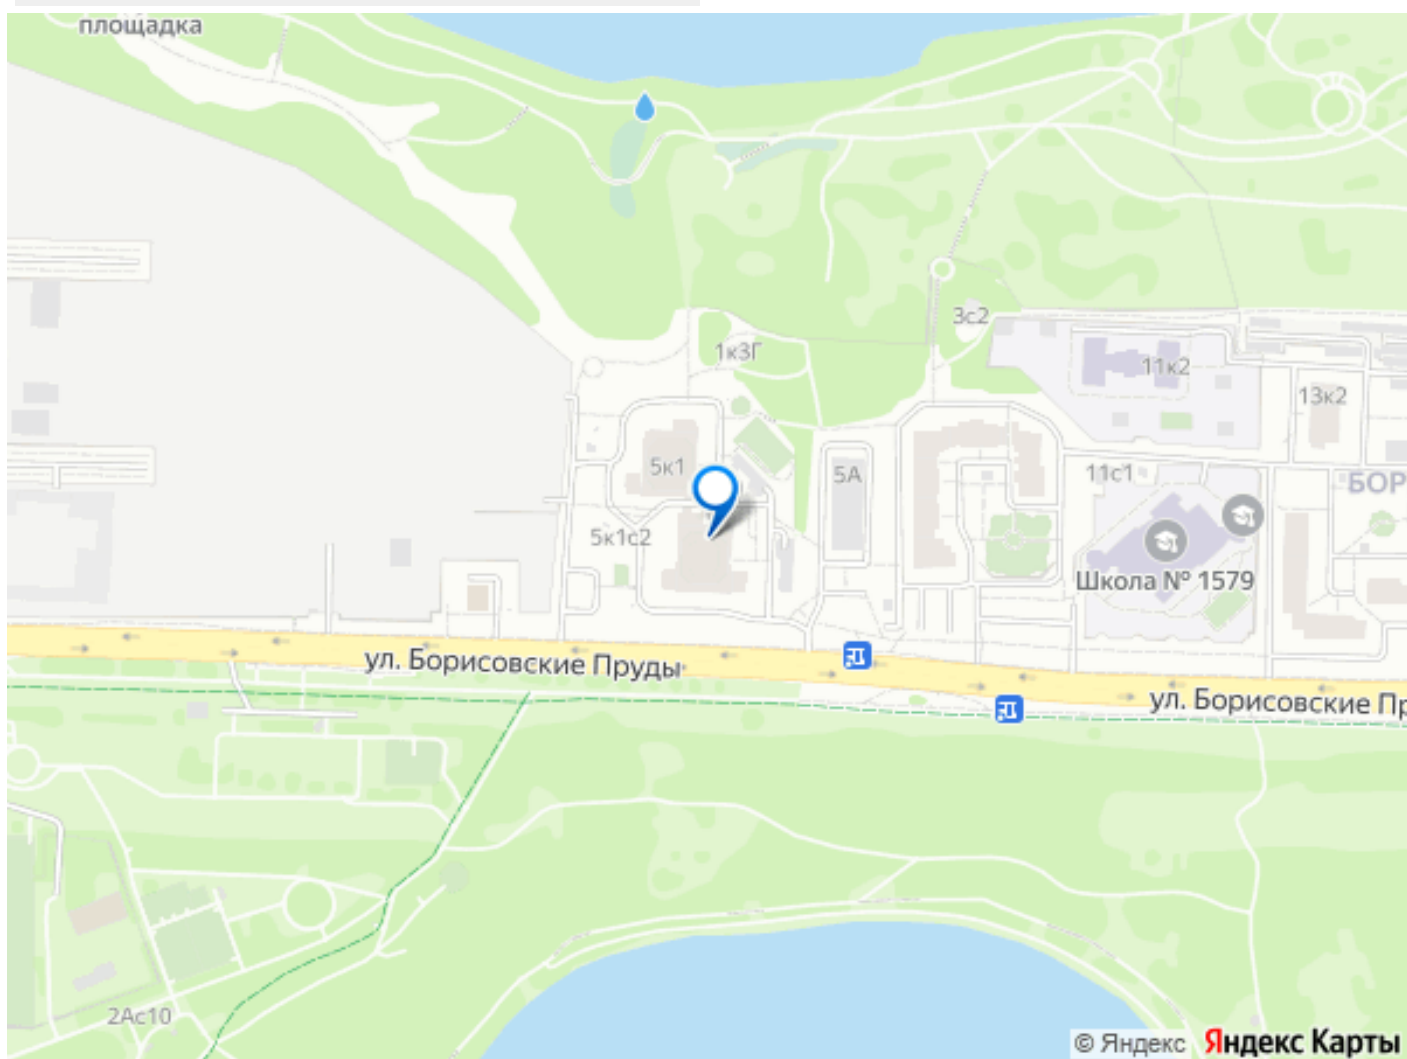 площадка
3с2
1к3Г
11к2
13к2
5к1
5А
11с1
БОР
5к1с2
Школа № 1579
ул. Борисовские Пруды
ул. Борисовские Пр
2Ас10
© Яндекс Яндекс Карты